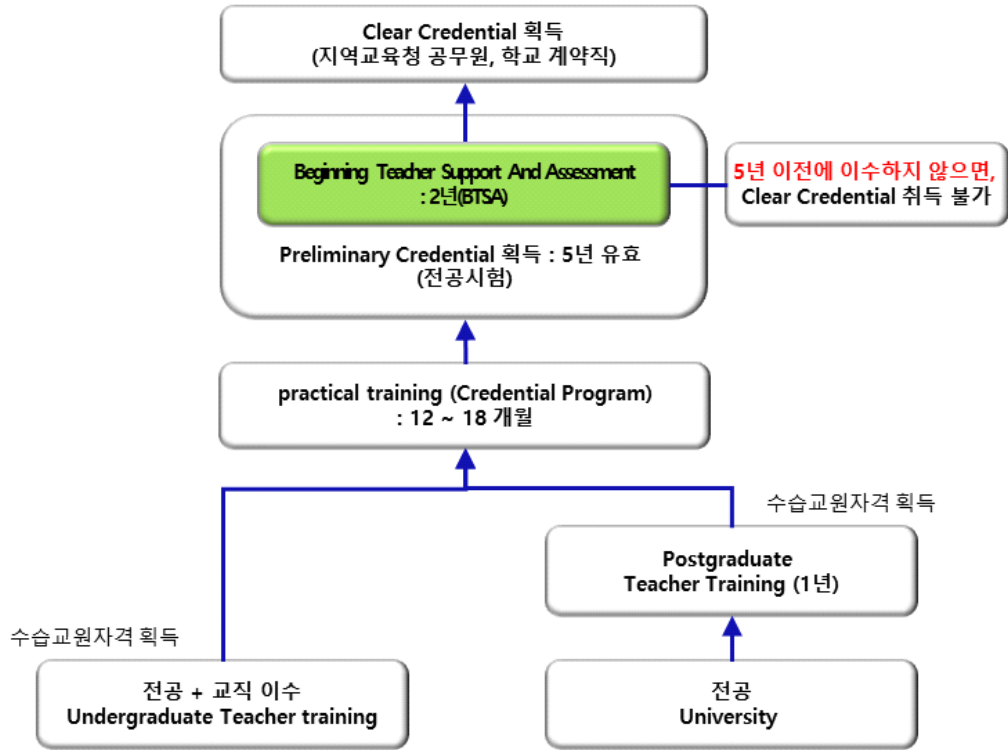 Clear Credential 획득
(지역교육청 공무원, 학교 계약직)
Beginning Teacher Support And Assessment
: 2년(BTSA)
5년 이전에 이수하지 않으면,
Clear Credential 취득 불가
Preliminary Credential 획득 : 5년 유효
(전공시험)
practical training (Credential Program)
: 12 ~ 18 개월
수습교원자격 획득
Postgraduate
Teacher Training (1년)
수습교원자격 획득
전공 + 교직 이수
Undergraduate Teacher training
전공
University